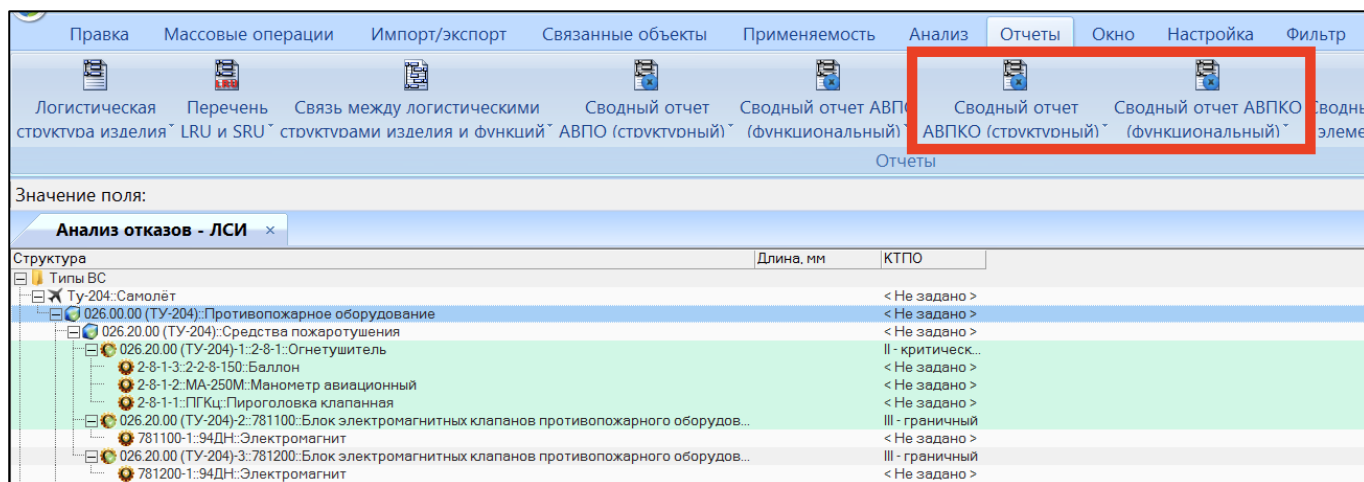 Правка Массовые операции Импорт/экспорт Связанные объекты Применяемость Анализ Отчеты Окно Настройка Фильтр
Логистическая Перечень Связь между логистическими Сводный отчет Сводный отчет Сводный отчет Сводный отчет АВПКО
структура изделия LRU и SRU структурами изделия и функций АВПО (структурный) (функциональный) АВПКО (структурный) (функциональный)
Отчеты
Значение поля:
Анализ отказов - ЛСИ ×
Структура Длина, мм КТПО
Типы ВС
Ту-204::Самолёт < Не задано >
026.00.00 (ТУ-204)::Противопожарное оборудование < Не задано >
026.20.00 (ТУ-204)::Средства пожаротушения < Не задано >
026.20.00 (ТУ-204)-1::2-8-1::Огнетушитель II - критическ...
2-8-1-3::2-2-8-150::Баллон < Не задано >
2-8-1-2::МА-250М::Манометр авиационный < Не задано >
2-8-1-1::ПГКц::Пироголовка клапанная < Не задано >
026.20.00 (ТУ-204)-2::781100::Блок электромагнитных клапанов противопожарного оборудов... III - граничный
781100-1::94ДН::Электромагнит < Не задано >
026.20.00 (ТУ-204)-3::781200::Блок электромагнитных клапанов противопожарного оборудов... III - граничный
781200-1::94ДН::Электромагнит < Не задано >